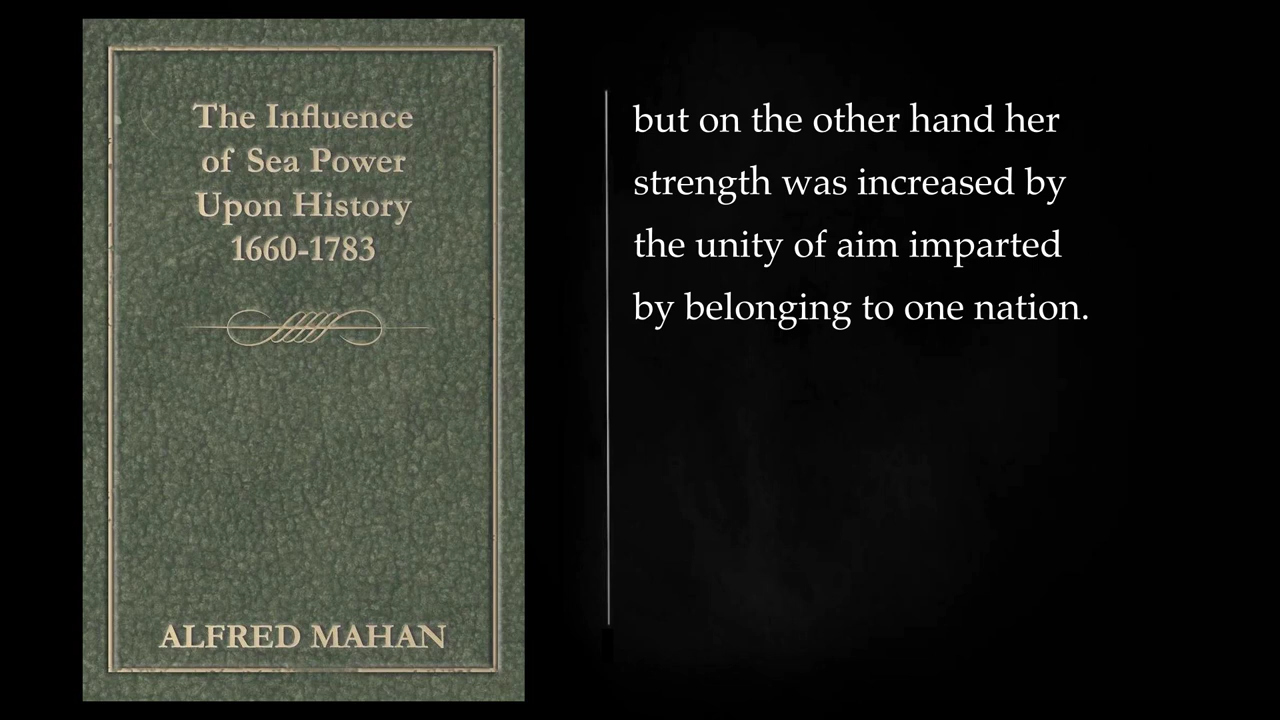 The Influence
of Sea Power
Upon History
1660-1783
ALFRED MAHAN
but on the other hand her
strength was increased by
the unity of aim imparted
by belonging to one nation.